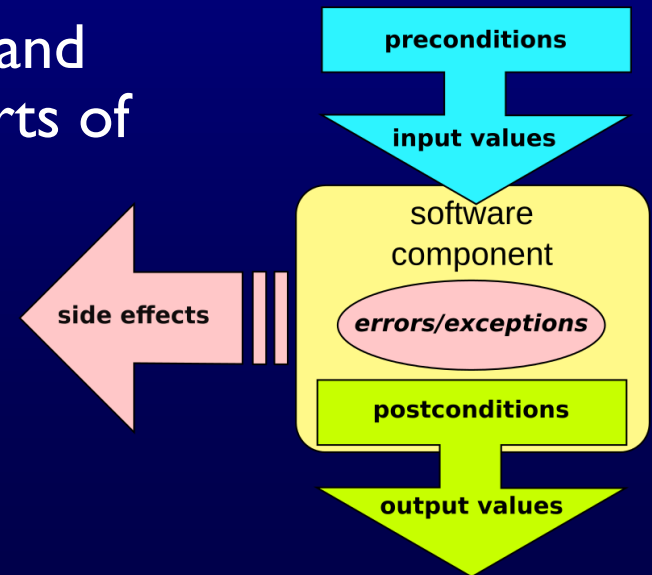 and
rts of
preconditions
input values
software
component
errors/exceptions
side effects
postconditions
output values